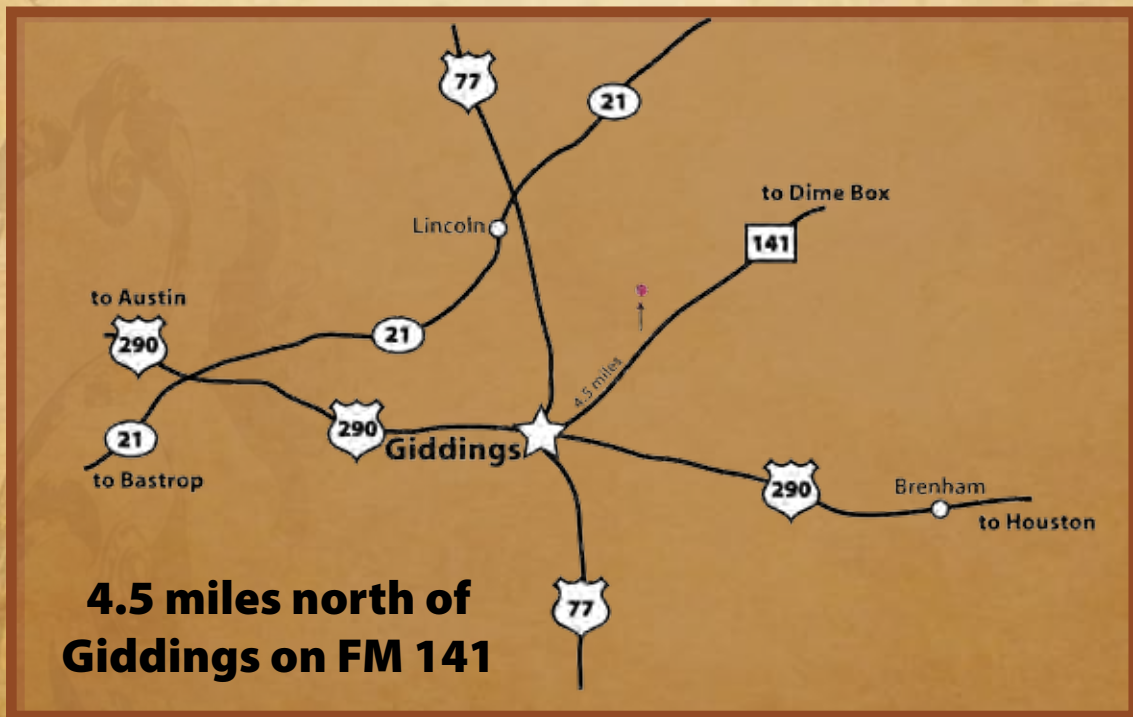 77
21
to Dime Box
141
Lincoln
to Austin
290
21
4.5 miles
290
Giddings
21
to Bastrop
290
Brenham
to Houston
77
4.5 miles north of
Giddings on FM 141